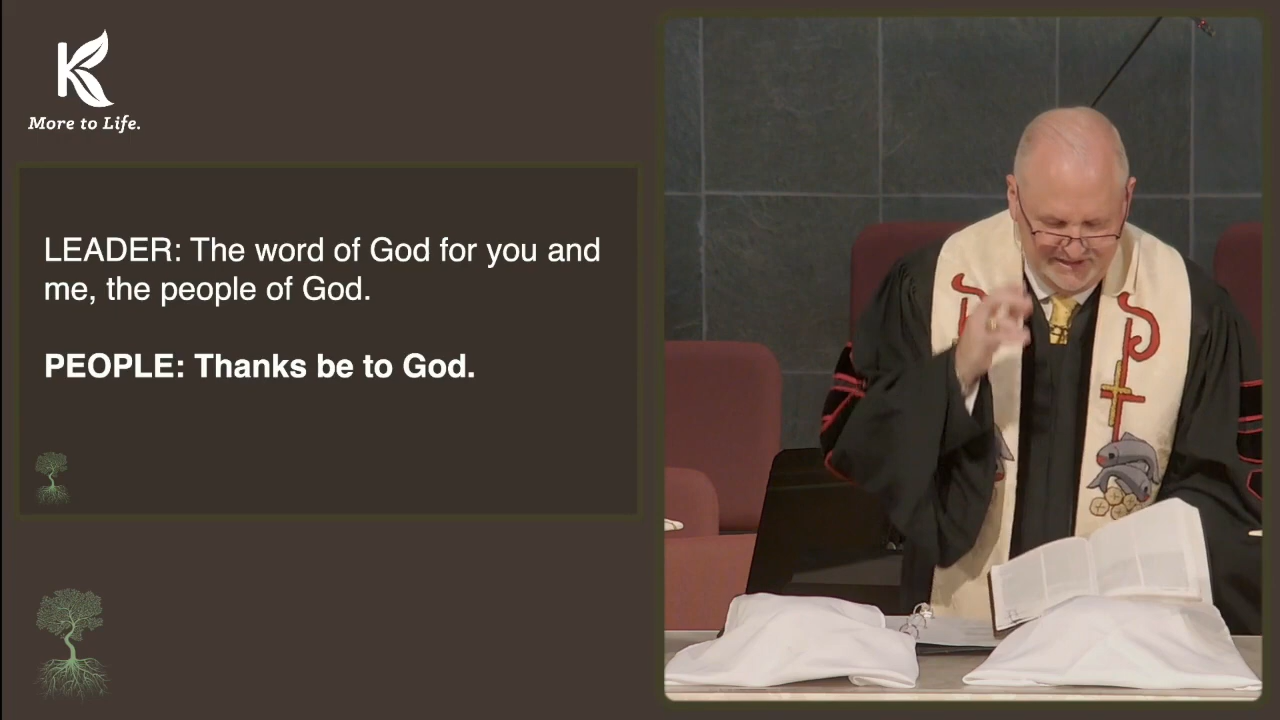 K
More to Life.
LEADER: The word of God for you and
me, the people of God.
PEOPLE: Thanks be to God.